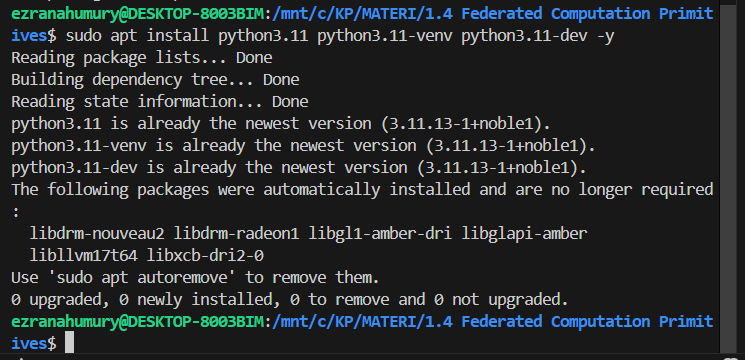 ezranahumury@DESKTOP-8003BIM:/mnt/c/KP/MATERI/1.4 Federated Computation Primit
ives$ sudo apt install python3.11 python3.11-venv python3.11-dev -y
Reading package lists... Done
Building dependency tree... Done
Reading state information... Done
python3.11 is already the newest version (3.11.13-1+noble1).
python3.11-venv is already the newest version (3.11.13-1+noble1).
python3.11-dev is already the newest version (3.11.13-1+noble1).
The following packages were automatically installed and are no longer required
:
  libdrm-nouveau2 libdrm-radeon1 libgl1-amber-dri libglapi-amber
  libllvm17t64 libxcb-dri2-0
Use 'sudo apt autoremove' to remove them.
0 upgraded, 0 newly installed, 0 to remove and 0 not upgraded.
ezranahumury@DESKTOP-8003BIM:/mnt/c/KP/MATERI/1.4 Federated Computation Primit
ives$